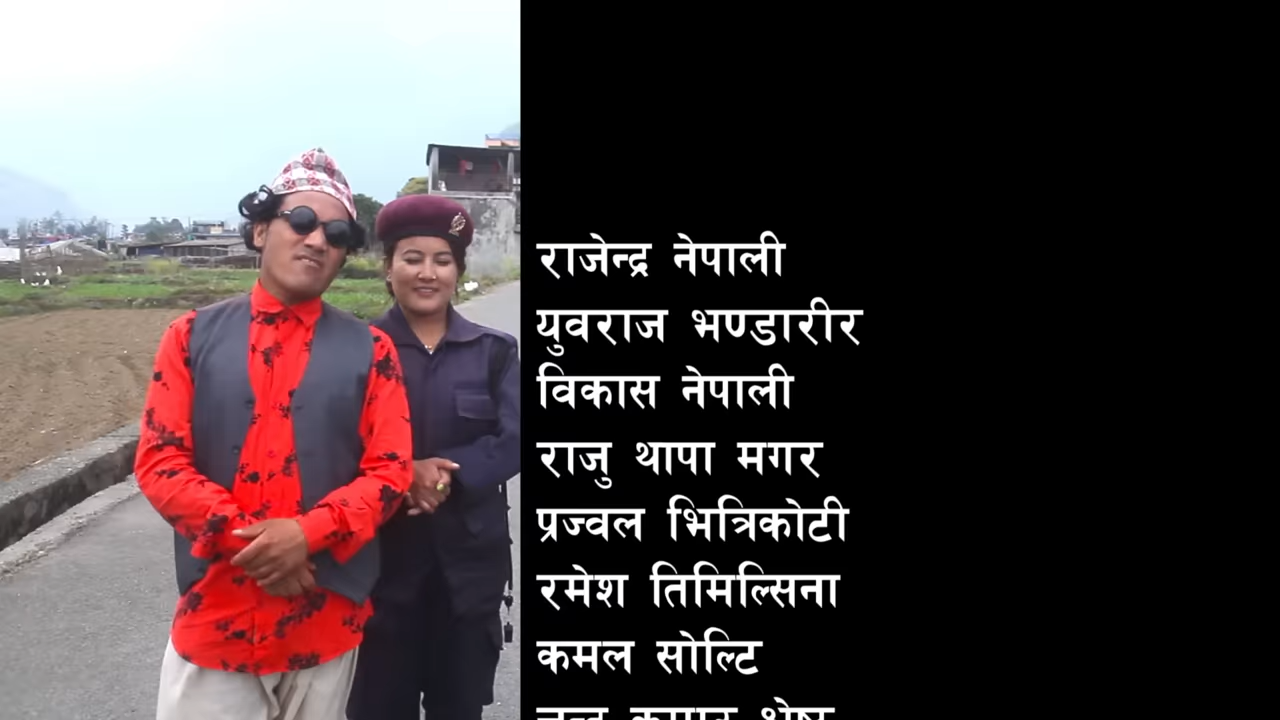 राजेन्द्र नेपाली
युवराज भण्डारीर
विकास नेपाली
राजु थापा मगर
प्रज्वल भित्रिकोटी
रमेश तिमिल्सिना
कमल सोल्टि